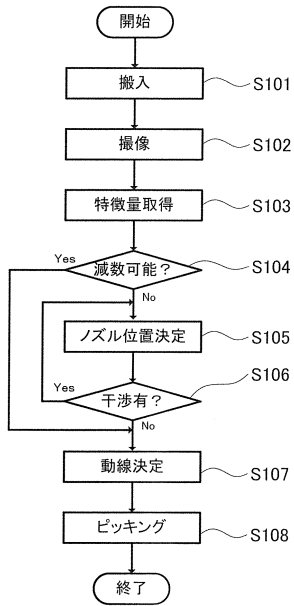 開始
搬入 S101
撮像 S102
特徴量取得 S103
減数可能？ S104
Yes
No
ノズル位置決定 S105
干渉有？ S106
Yes
No
動線決定 S107
ピッキング S108
終了